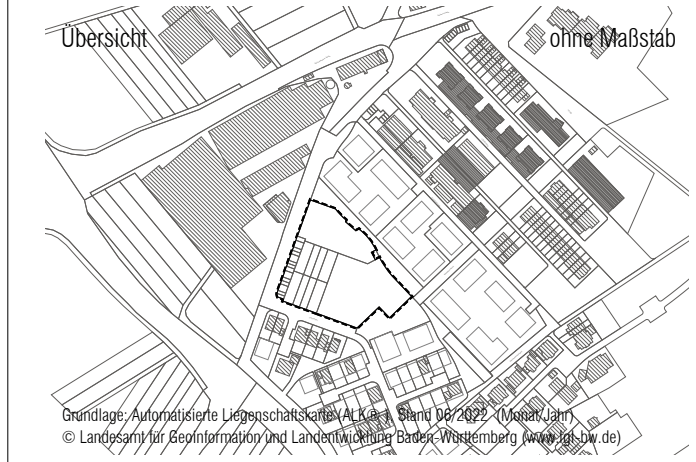 Übersicht
ohne Maßstab
Grundlage: Automatisierte Liegenschaftskarte (ALK® ), Stand 06/2022 (Monat/Jahr)
© Landesamt für Geoinformation und Landentwicklung Baden-Württemberg (www.lgl-bw.de)